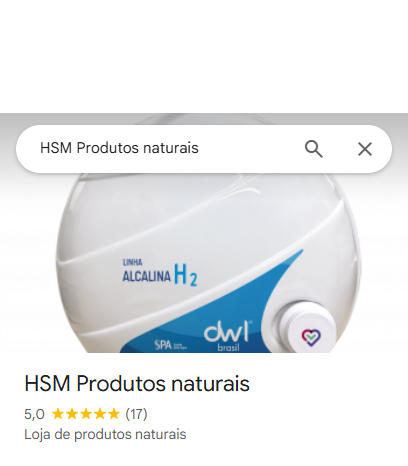 HSM Produtos naturais
LINHA
ALCALINA H2
dwl
brasil
SPA
HSM Produtos naturais
5,0 (17)
Loja de produtos naturais